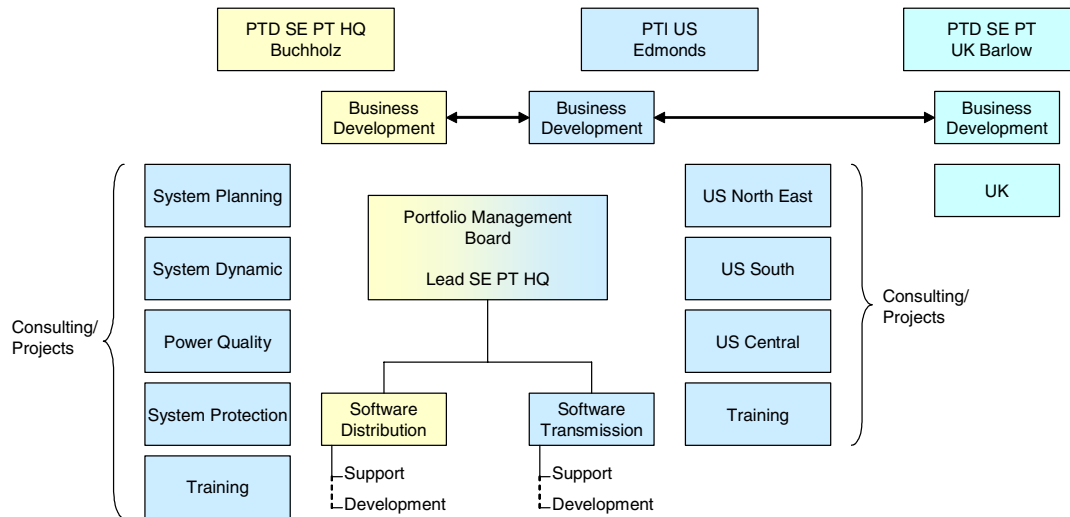 PTD SE PT HQ
Buchholz
PTI US
Edmonds
PTD SE PT
UK Barlow
Business
Development
Business
Development
Business
Development
System Planning
System Dynamic
Power Quality
System Protection
Training
Consulting/
Projects
Portfolio Management
Board
Lead SE PT HQ
Software
Distribution
Support
Development
Software
Transmission
Support
Development
US North East
US South
US Central
Training
Consulting/
Projects
UK